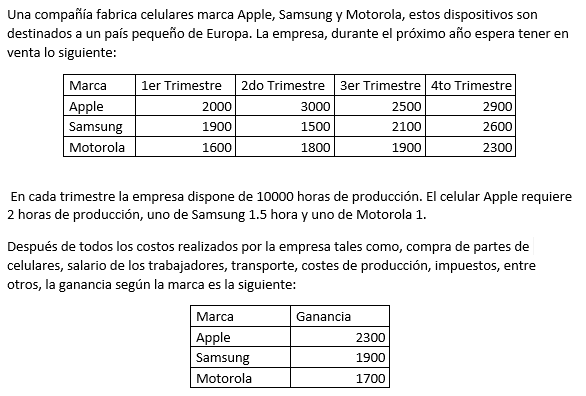 Una compañía fabrica celulares marca Apple, Samsung y Motorola, estos dispositivos son
destinados a un país pequeño de Europa. La empresa, durante el próximo año espera tener en
venta lo siguiente:
Marca 1er Trimestre 2do Trimestre 3er Trimestre 4to Trimestre
Apple 2000 3000 2500 2900
Samsung 1900 1500 2100 2600
Motorola 1600 1800 1900 2300
En cada trimestre la empresa dispone de 10000 horas de producción. El celular Apple requiere
2 horas de producción, uno de Samsung 1.5 hora y uno de Motorola 1.
Después de todos los costos realizados por la empresa tales como, compra de partes de
celulares, salario de los trabajadores, transporte, costes de producción, impuestos, entre
otros, la ganancia según la marca es la siguiente:
Marca Ganancia
Apple 2300
Samsung 1900
Motorola 1700